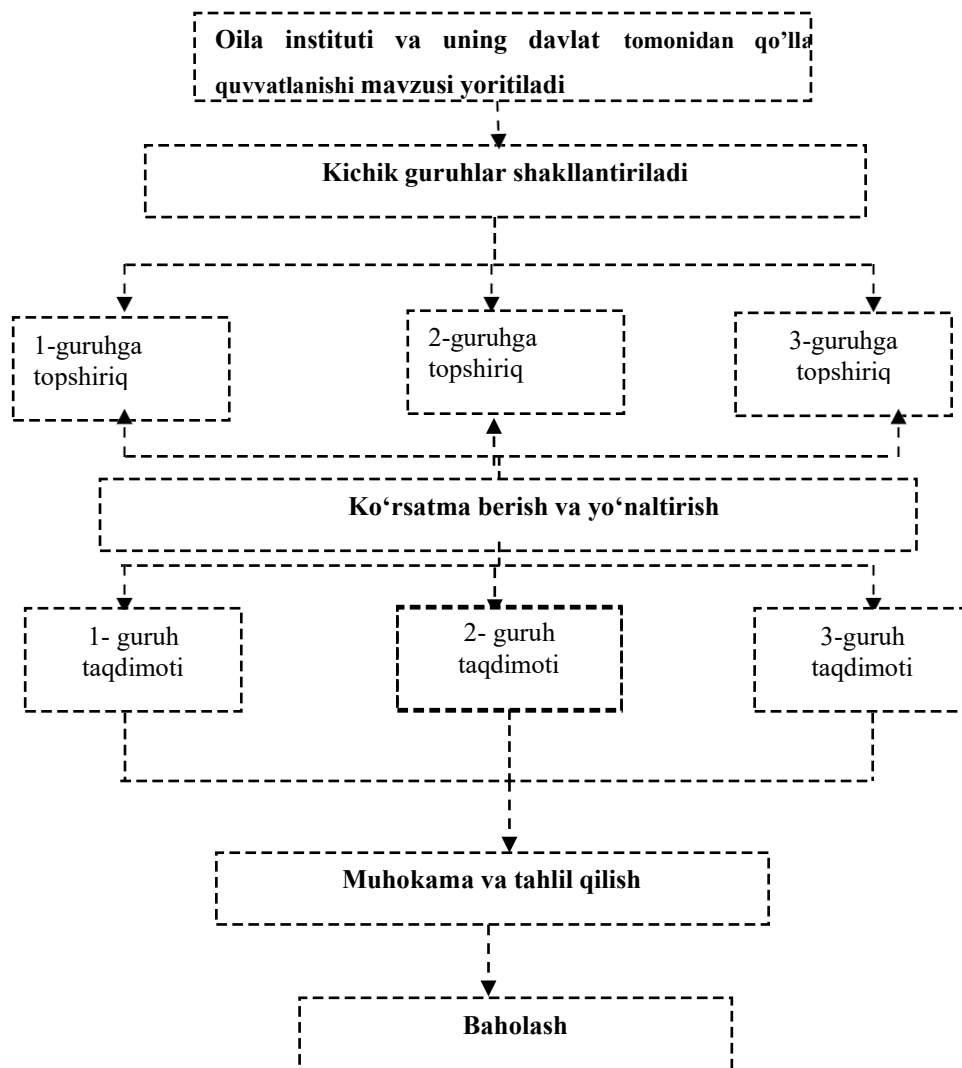 Oila instituti va uning davlat tomonidan qo’lla
quvvatlanishi mavzusi yoritiladi
Kichik guruhlar shakllantiriladi
1-guruhga
topshiriq
2-guruhga
topshiriq
3-guruhga
topshiriq
Ko‘rsatma berish va yo‘naltirish
1- guruh
taqdimoti
2- guruh
taqdimoti
3-guruh
taqdimoti
Muhokama va tahlil qilish
Baholash